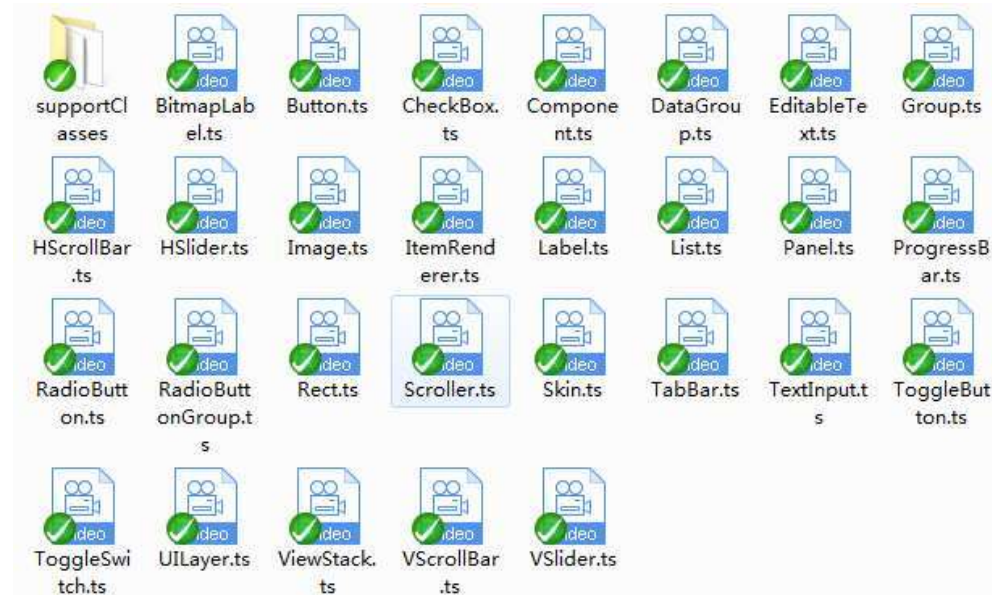 supportCl
asses
BitmapLab
el.ts
Button.ts
CheckBox.
ts
Compone
nt.ts
DataGrou
p.ts
EditableTe
xt.ts
Group.ts
HScrollBar
.ts
HSlider.ts
Image.ts
ItemRend
erer.ts
Label.ts
List.ts
Panel.ts
ProgressB
ar.ts
RadioButt
on.ts
RadioButt
onGroup.t
s
Rect.ts
Scroller.ts
Skin.ts
TabBar.ts
TextInput.t
s
ToggleBut
ton.ts
ToggleSwi
tch.ts
UILayer.ts
ViewStack.
ts
VScrollBar
.ts
VSlider.ts